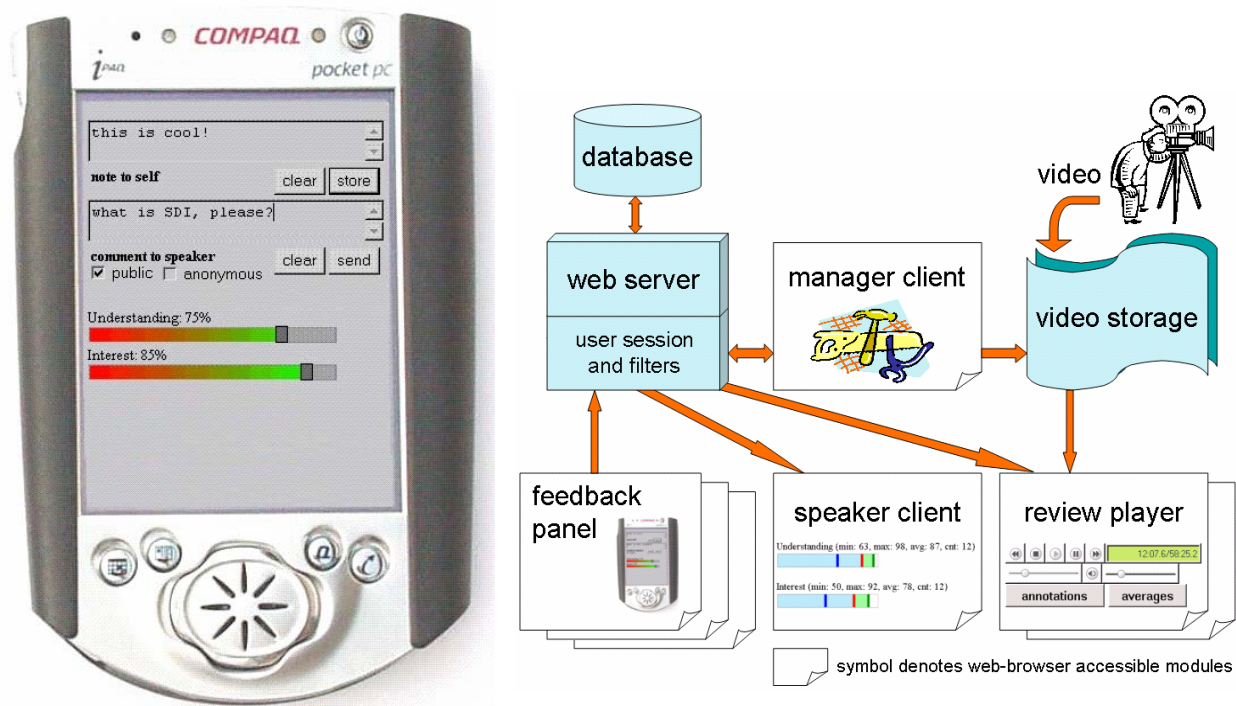 COMPAQ
iPAQ
pocket pc
this is cool!
note to self
clear
store
what is SDI, please?
comment to speaker
public
anonymous
clear
send
Understanding: 75%
Interest: 85%
a
database
video
web server
manager client
video storage
user session
and filters
feedback
panel
COMPAQ
speaker client
Understanding (min: 63, max: 98, avg: 87, cnt: 12)
Interest (min: 50, max: 92, avg: 78, cnt: 12)
review player
12:07.6/58:25.2
annotations
averages
symbol denotes web-browser accessible modules